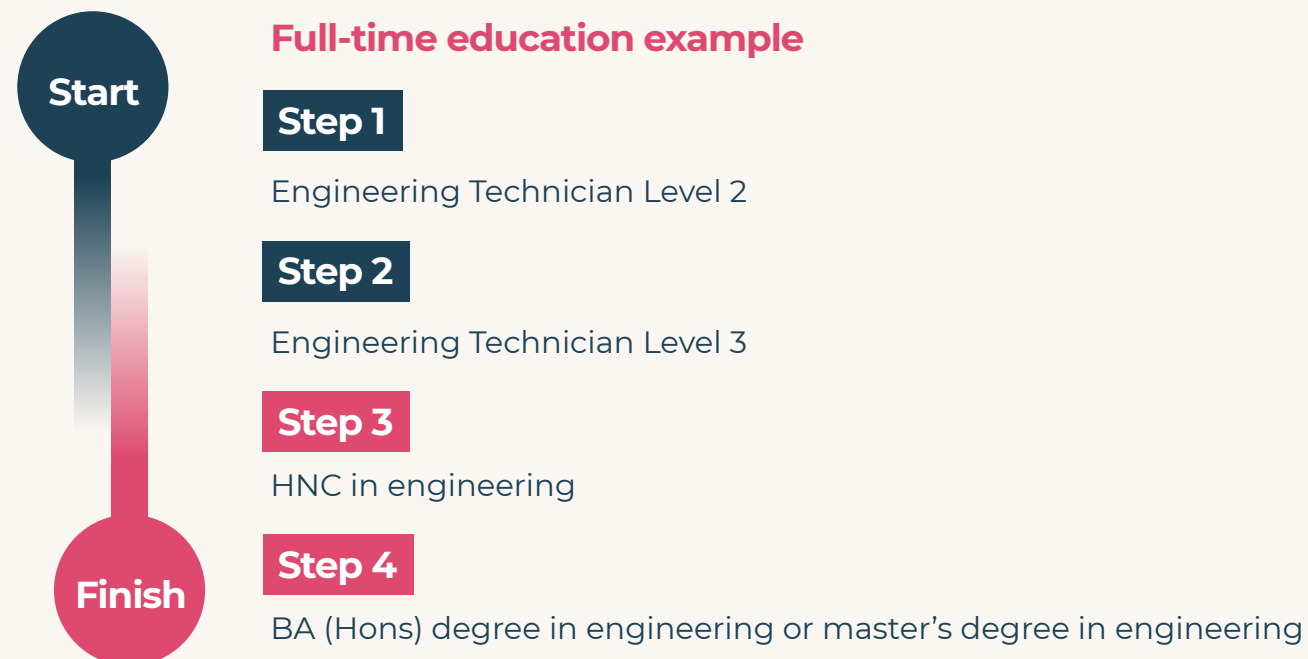 Start
Full-time education example
Step 1
Engineering Technician Level 2
Step 2
Engineering Technician Level 3
Step 3
HNC in engineering
Step 4
Finish
BA (Hons) degree in engineering or master’s degree in engineering